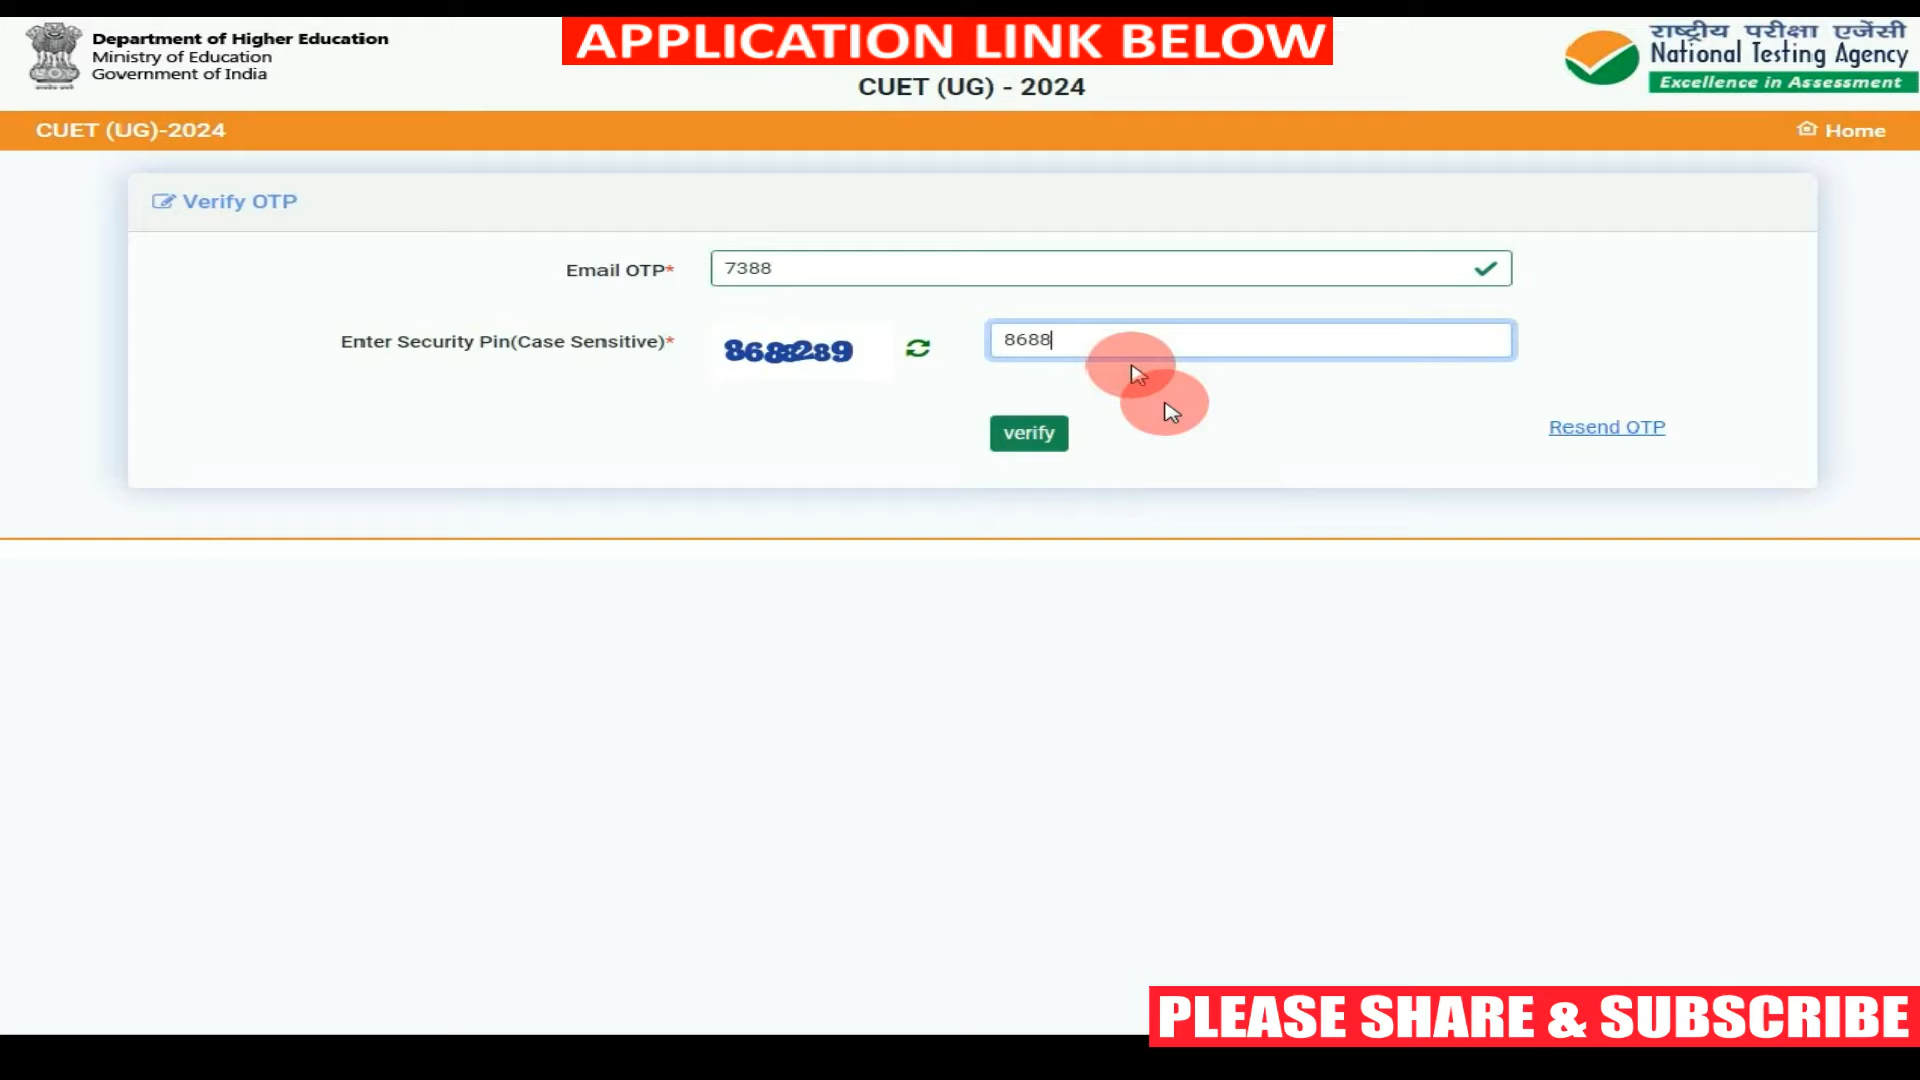 Department of Higher Education
Ministry of Education
Government of India
APPLICATION LINK BELOW
CUET (UG) - 2024
राष्ट्रीय परीक्षा एजेंसी
National Testing Agency
Excellence in Assessment
CUET (UG)-2024
Home
Verify OTP
Email OTP*
7388
Enter Security Pin(Case Sensitive)*
8688
verify
Resend OTP
PLEASE SHARE & SUBSCRIBE